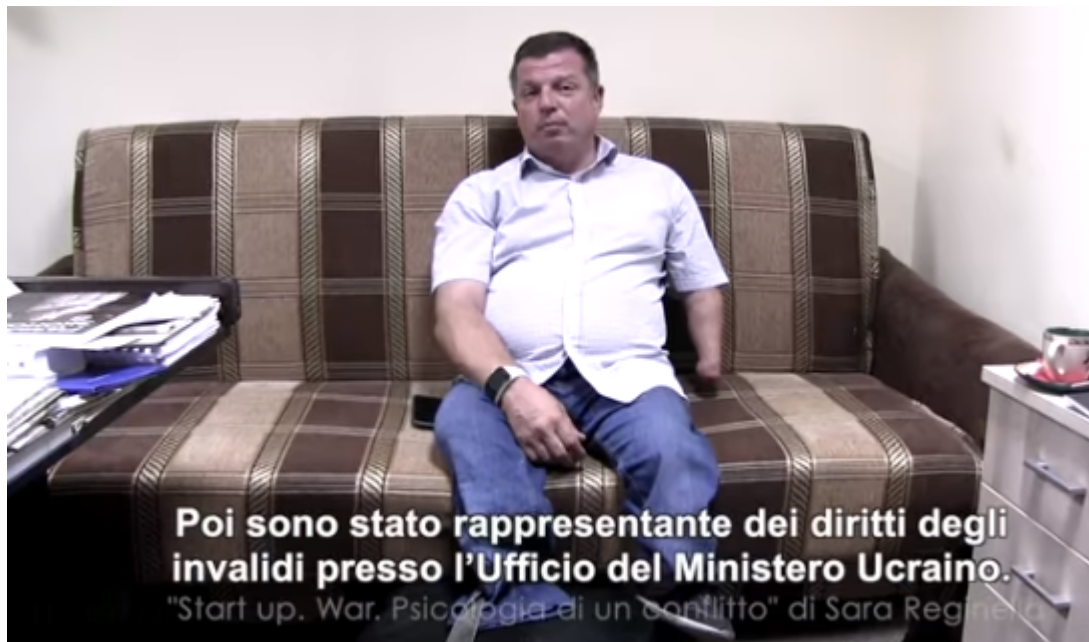 Poi sono stato rappresentante dei diritti degli
invalidi presso l'Ufficio del Ministero Ucraino.
"Start up. War. Psicologia di un conflitto" di Sara Reginella